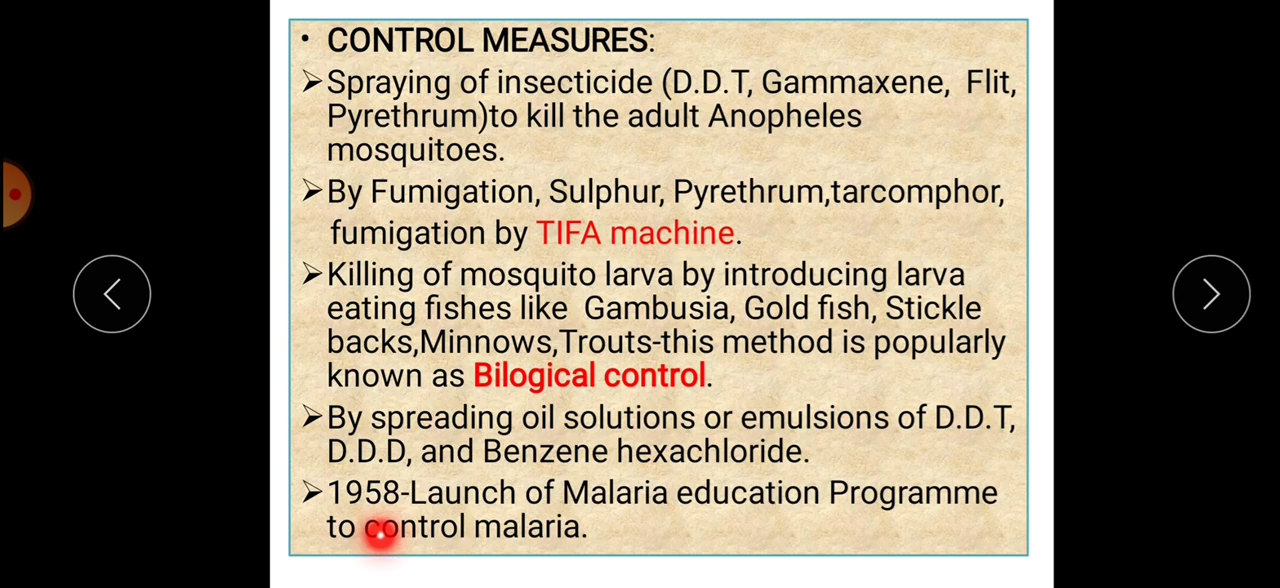 • CONTROL MEASURES:
➢Spraying of insecticide (D.D.T, Gammaxene, Flit,
Pyrethrum)to kill the adult Anopheles
mosquitoes.
➢By Fumigation, Sulphur, Pyrethrum,tarcomphor,
fumigation by TIFA machine.
➢Killing of mosquito larva by introducing larva
eating fishes like Gambusia, Gold fish, Stickle
backs,Minnows,Trouts-this method is popularly
known as Bilogical control.
➢By spreading oil solutions or emulsions of D.D.T,
D.D.D, and Benzene hexachloride.
➢1958-Launch of Malaria education Programme
to control malaria.